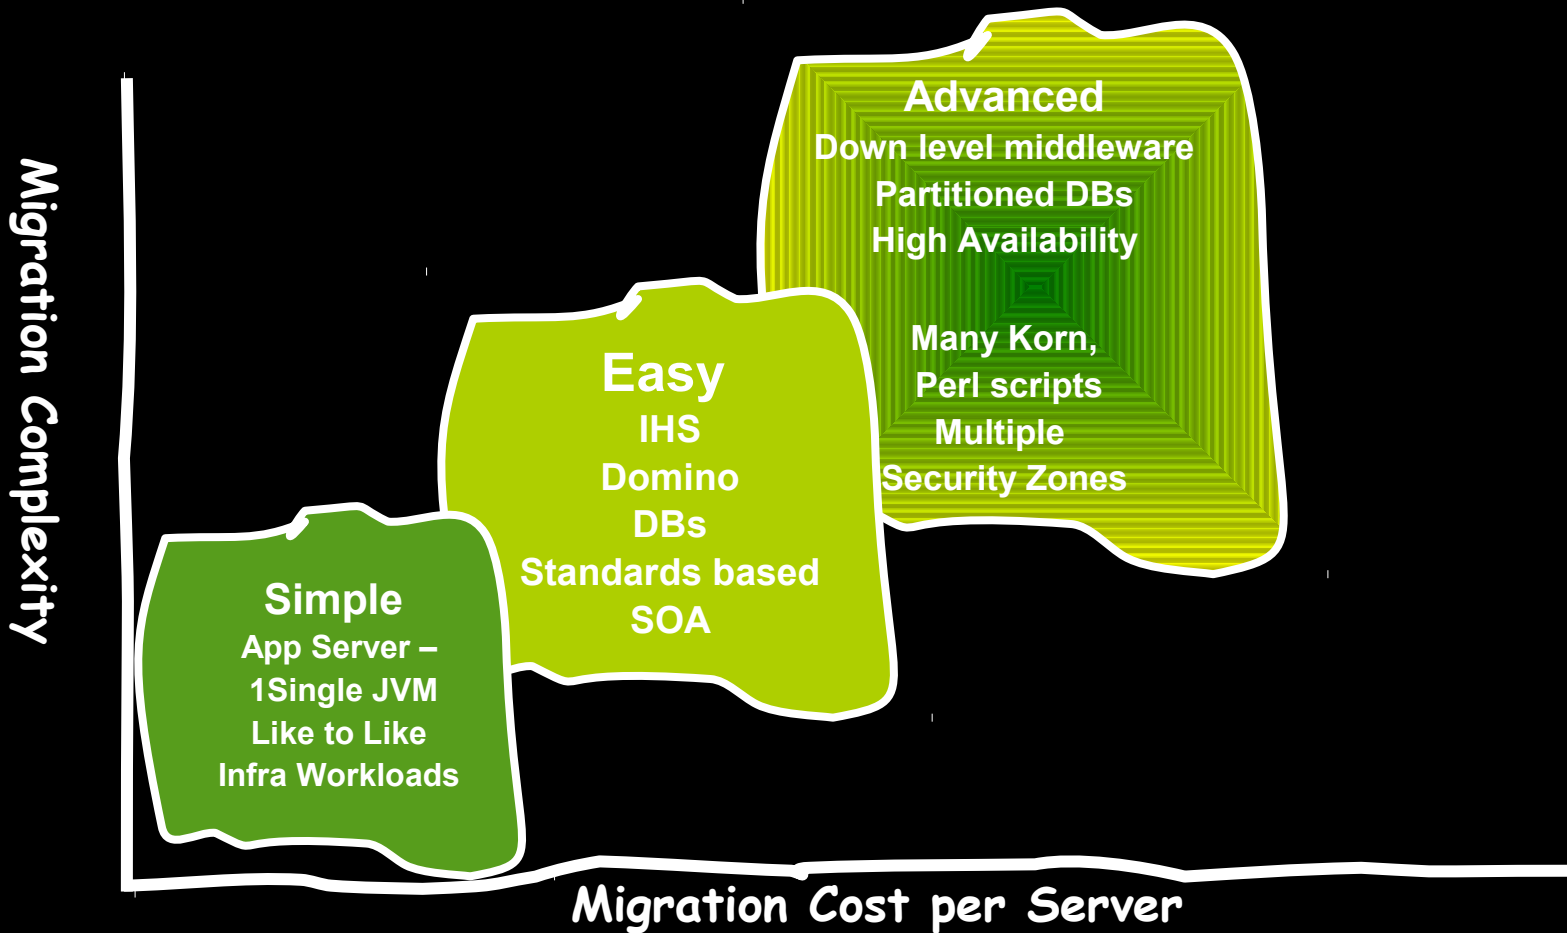 Migration Complexity
Advanced
Down level middleware
Partitioned DBs
High Availability
Many Korn,
Perl scripts
Multiple
Security Zones
Easy
IHS
Domino
DBs
Standards based
SOA
Simple
App Server –
1Single JVM
Like to Like
Infra Workloads
Migration Cost per Server